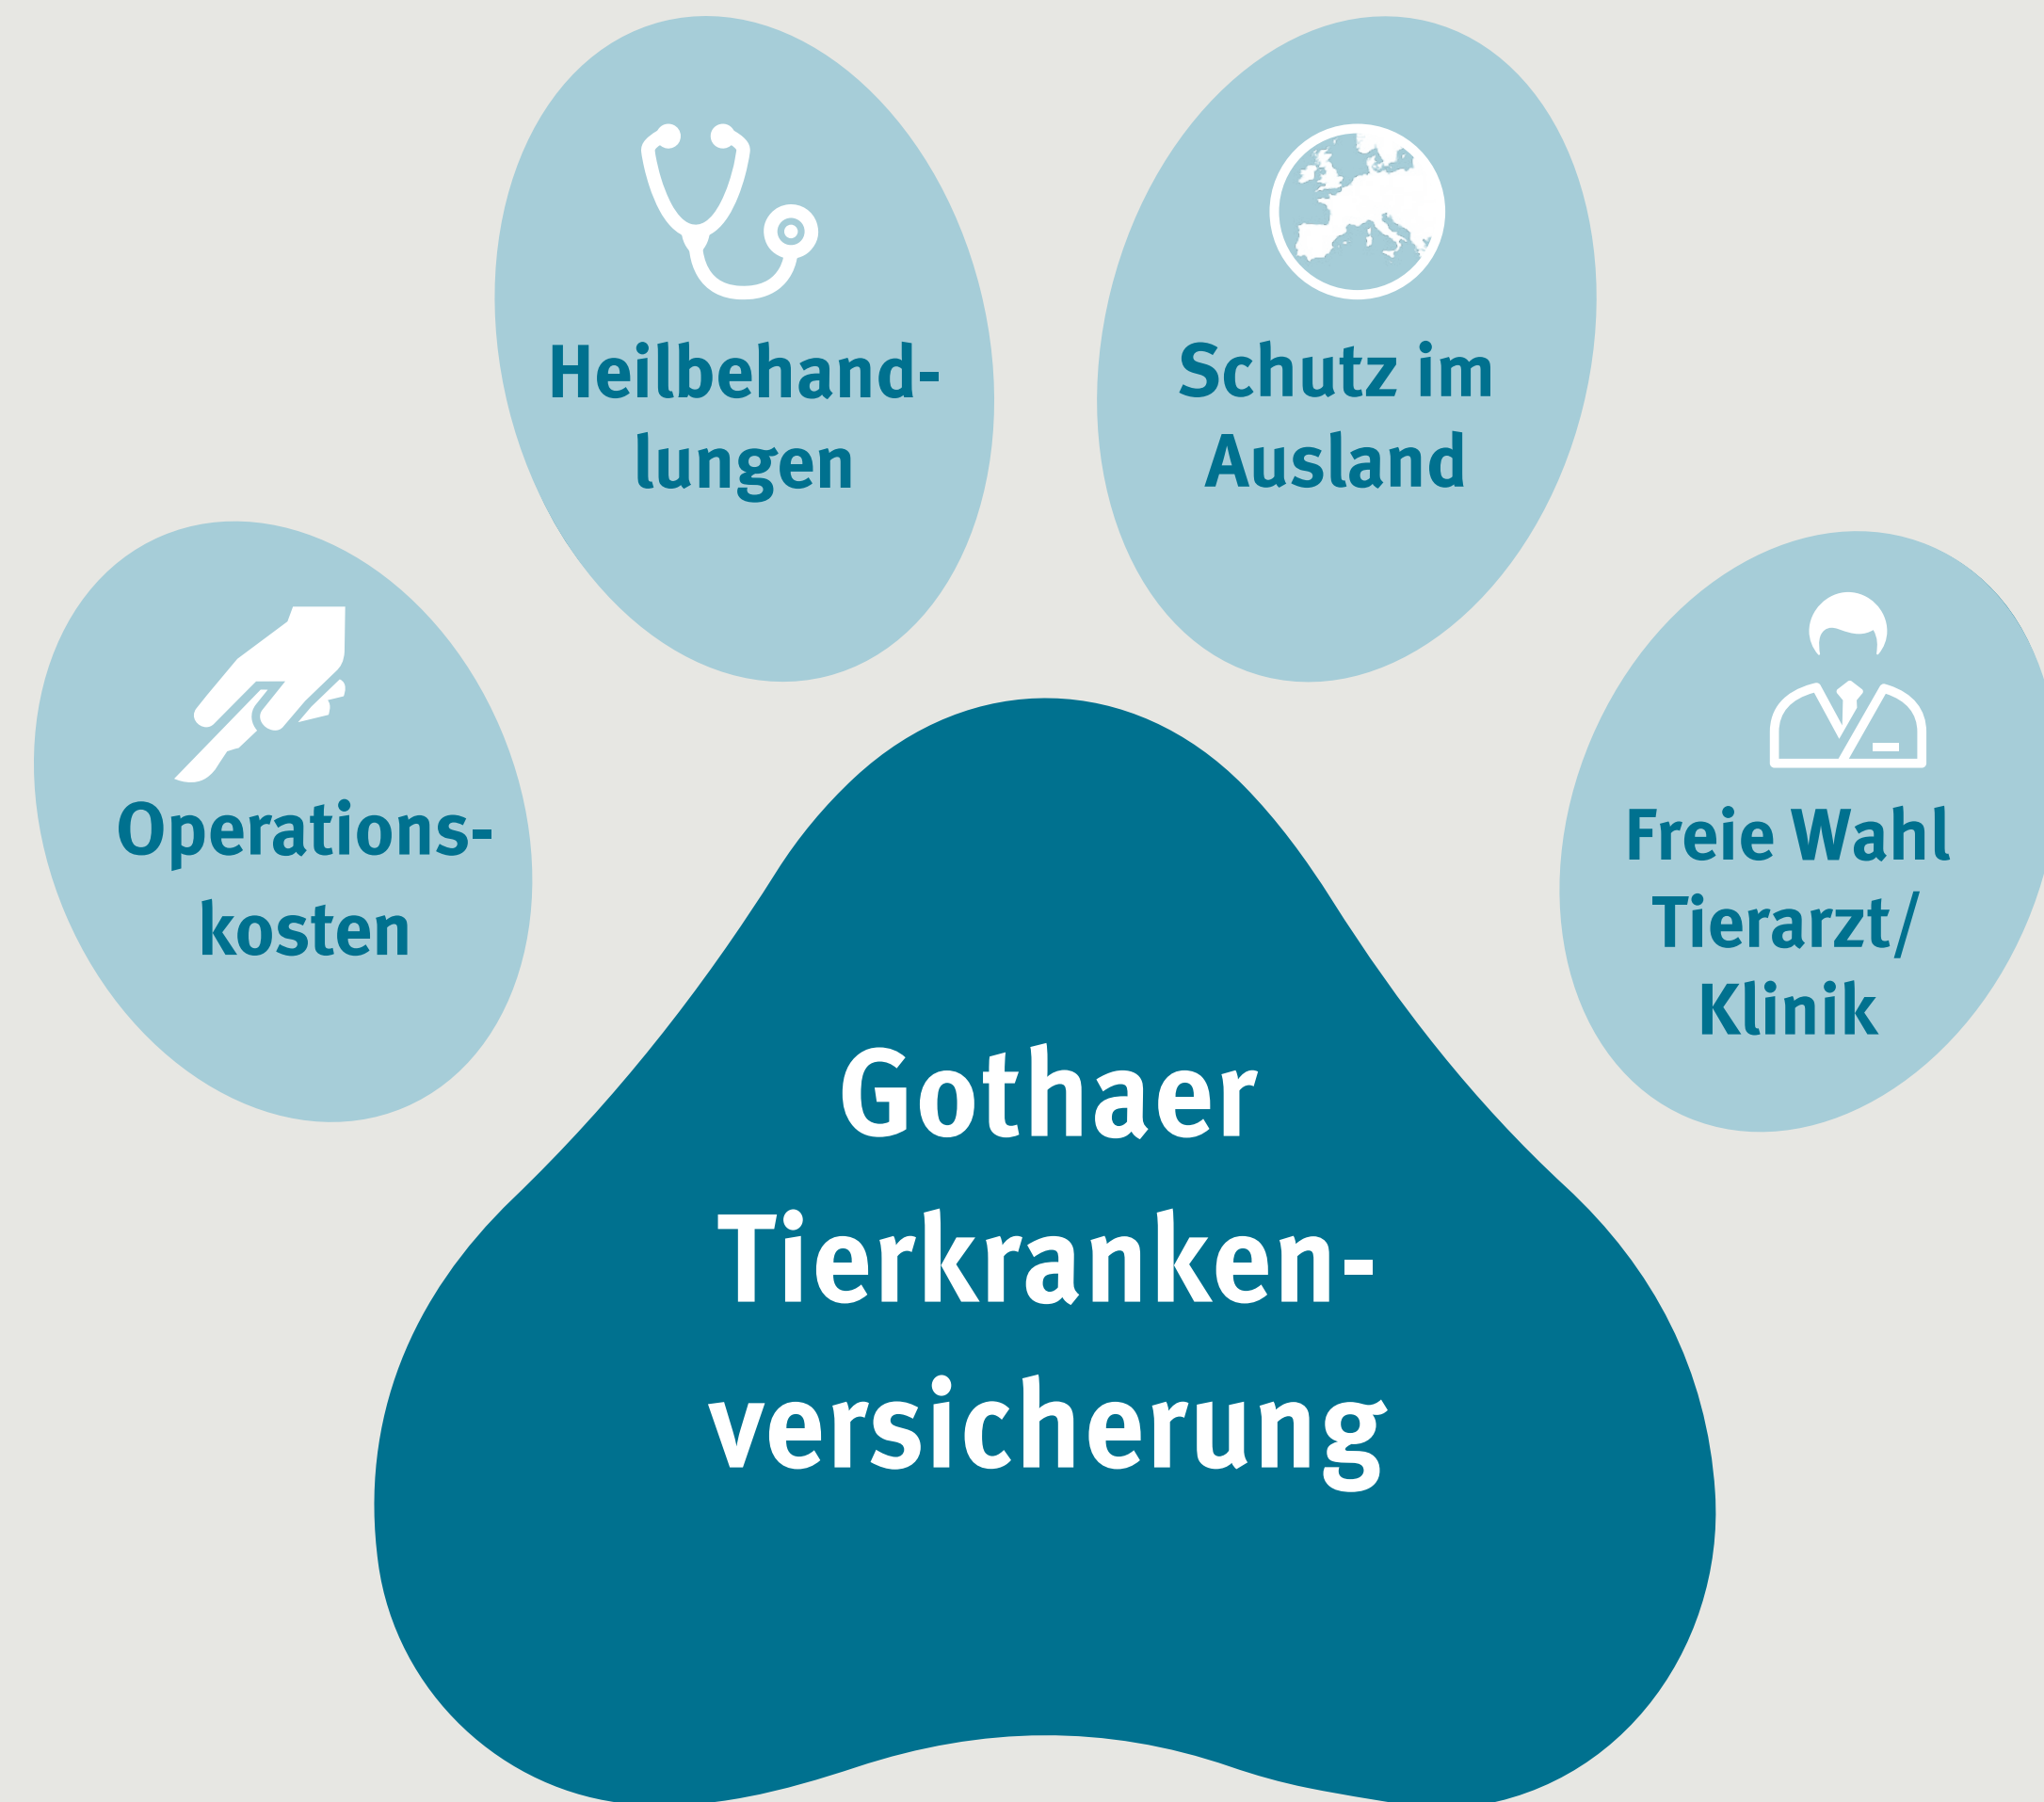 Heilbehand-
lungen
Schutz im
Ausland
Operations-
kosten
Freie Wahl
Tierarzt/
Klinik
Gothaer
Tierkranken-
versicherung